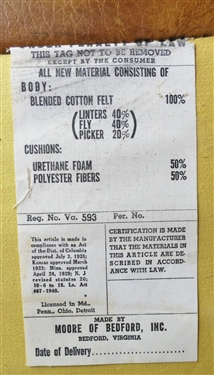 THIS TAG NOT TO BE REMOVED
EXCEPT BY THE CONSUMER
ALL NEW MATERIAL CONSISTING OF
BODY:
BLENDED COTTON FELT 100%
(LINTERS 40%)
(FLY 40%)
(PICKER 20%)
CUSHIONS:
URETHANE FOAM 50%
POLYESTER FIBERS 50%
Reg. No. Va. 593 Per. No.
This article is made in
compliance with an Act
of the Dist. of Columbia
approved July 3, 1926;
Kansas approved March
1923; Minn. approved
April 24, 1929; N. J
revised statutes 26;
10-6 to 18. La. Act
467-1948.
Licensed in Md.,
Penn., Ohio, Detroit
CERTIFICATION IS MADE
BY THE MANUFACTURER
THAT THE MATERIALS IN
THIS ARTICLE ARE DE-
SCRIBED IN ACCORD-
ANCE WITH LAW.
MADE BY
MOORE OF BEDFORD, INC.
BEDFORD, VIRGINIA
Date of Delivery